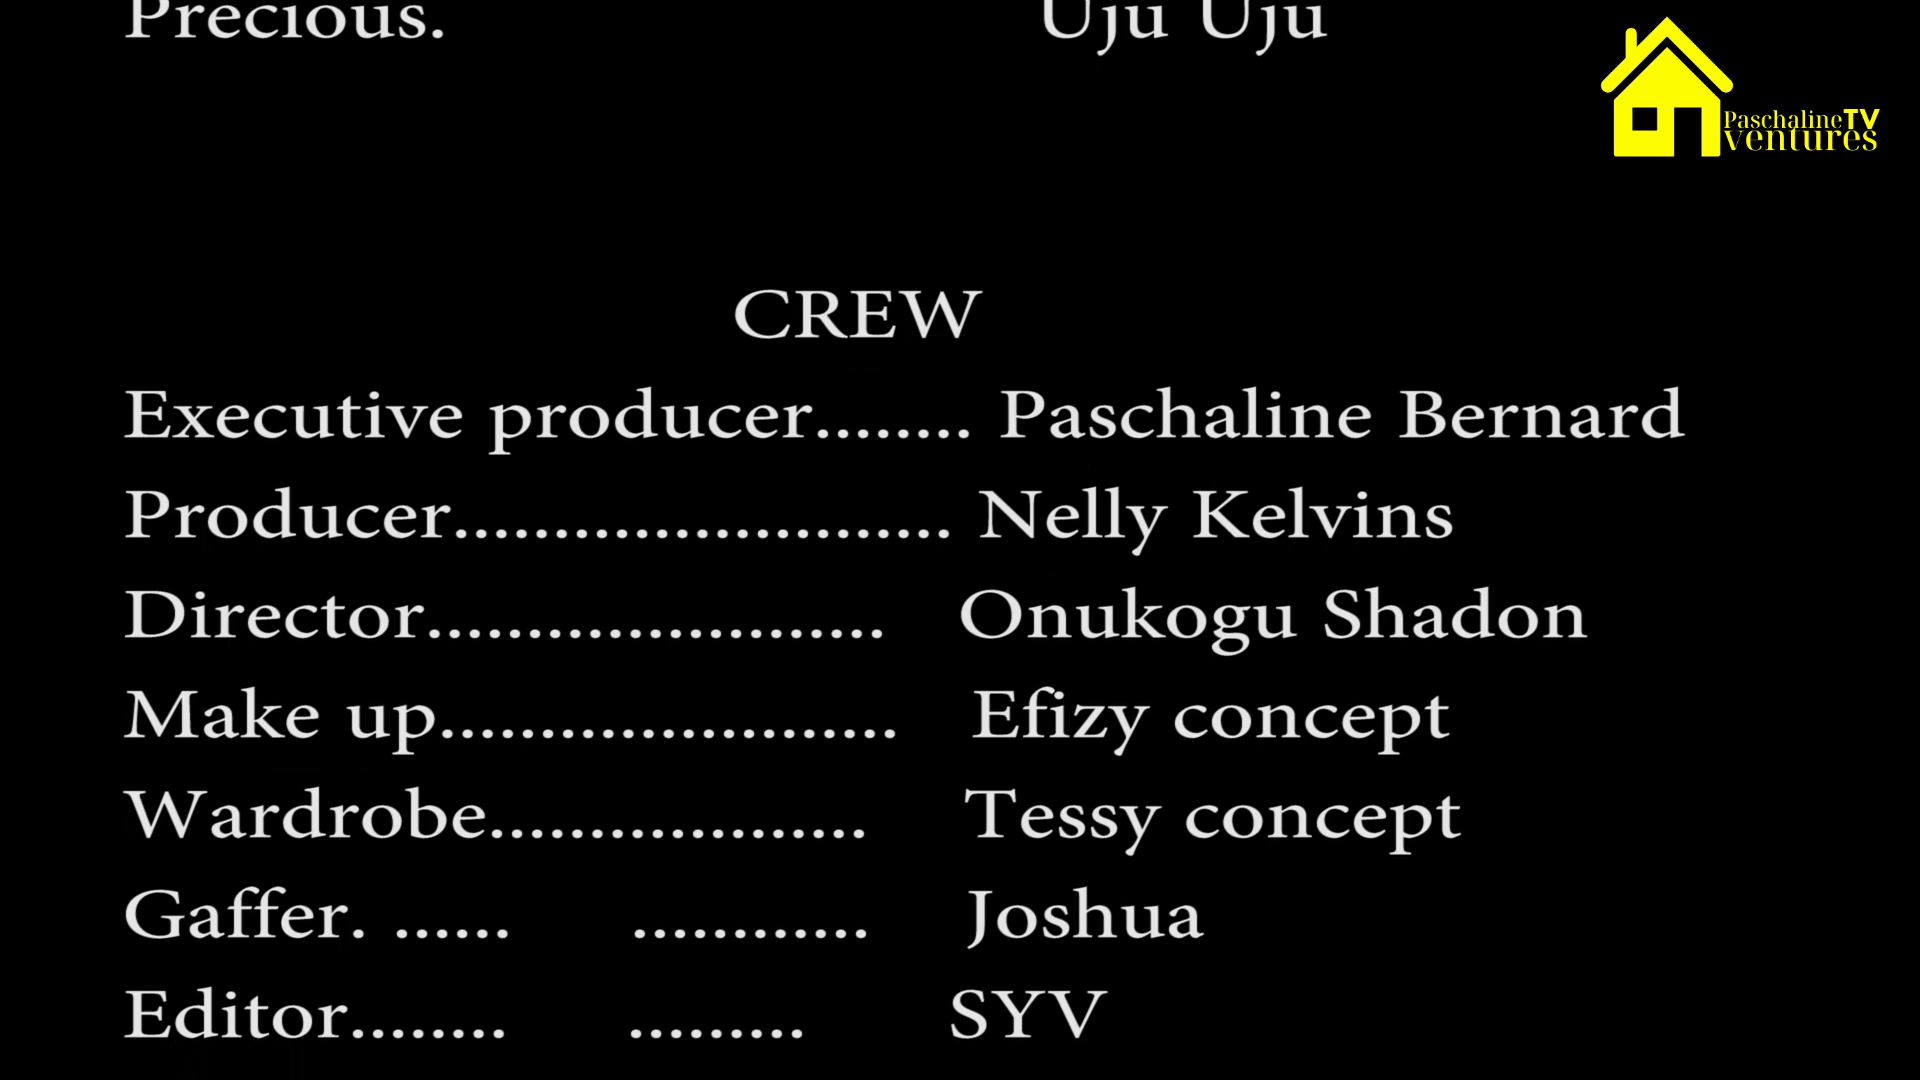 Precious. Uju Uju
PaschalineTV
ventures
CREW
Executive producer........ Paschaline Bernard
Producer......................... Nelly Kelvins
Director....................... Onukogu Shadon
Make up....................... Efizy concept
Wardrobe................... Tessy concept
Gaffer. ...... ............ Joshua
Editor........ ......... SYV